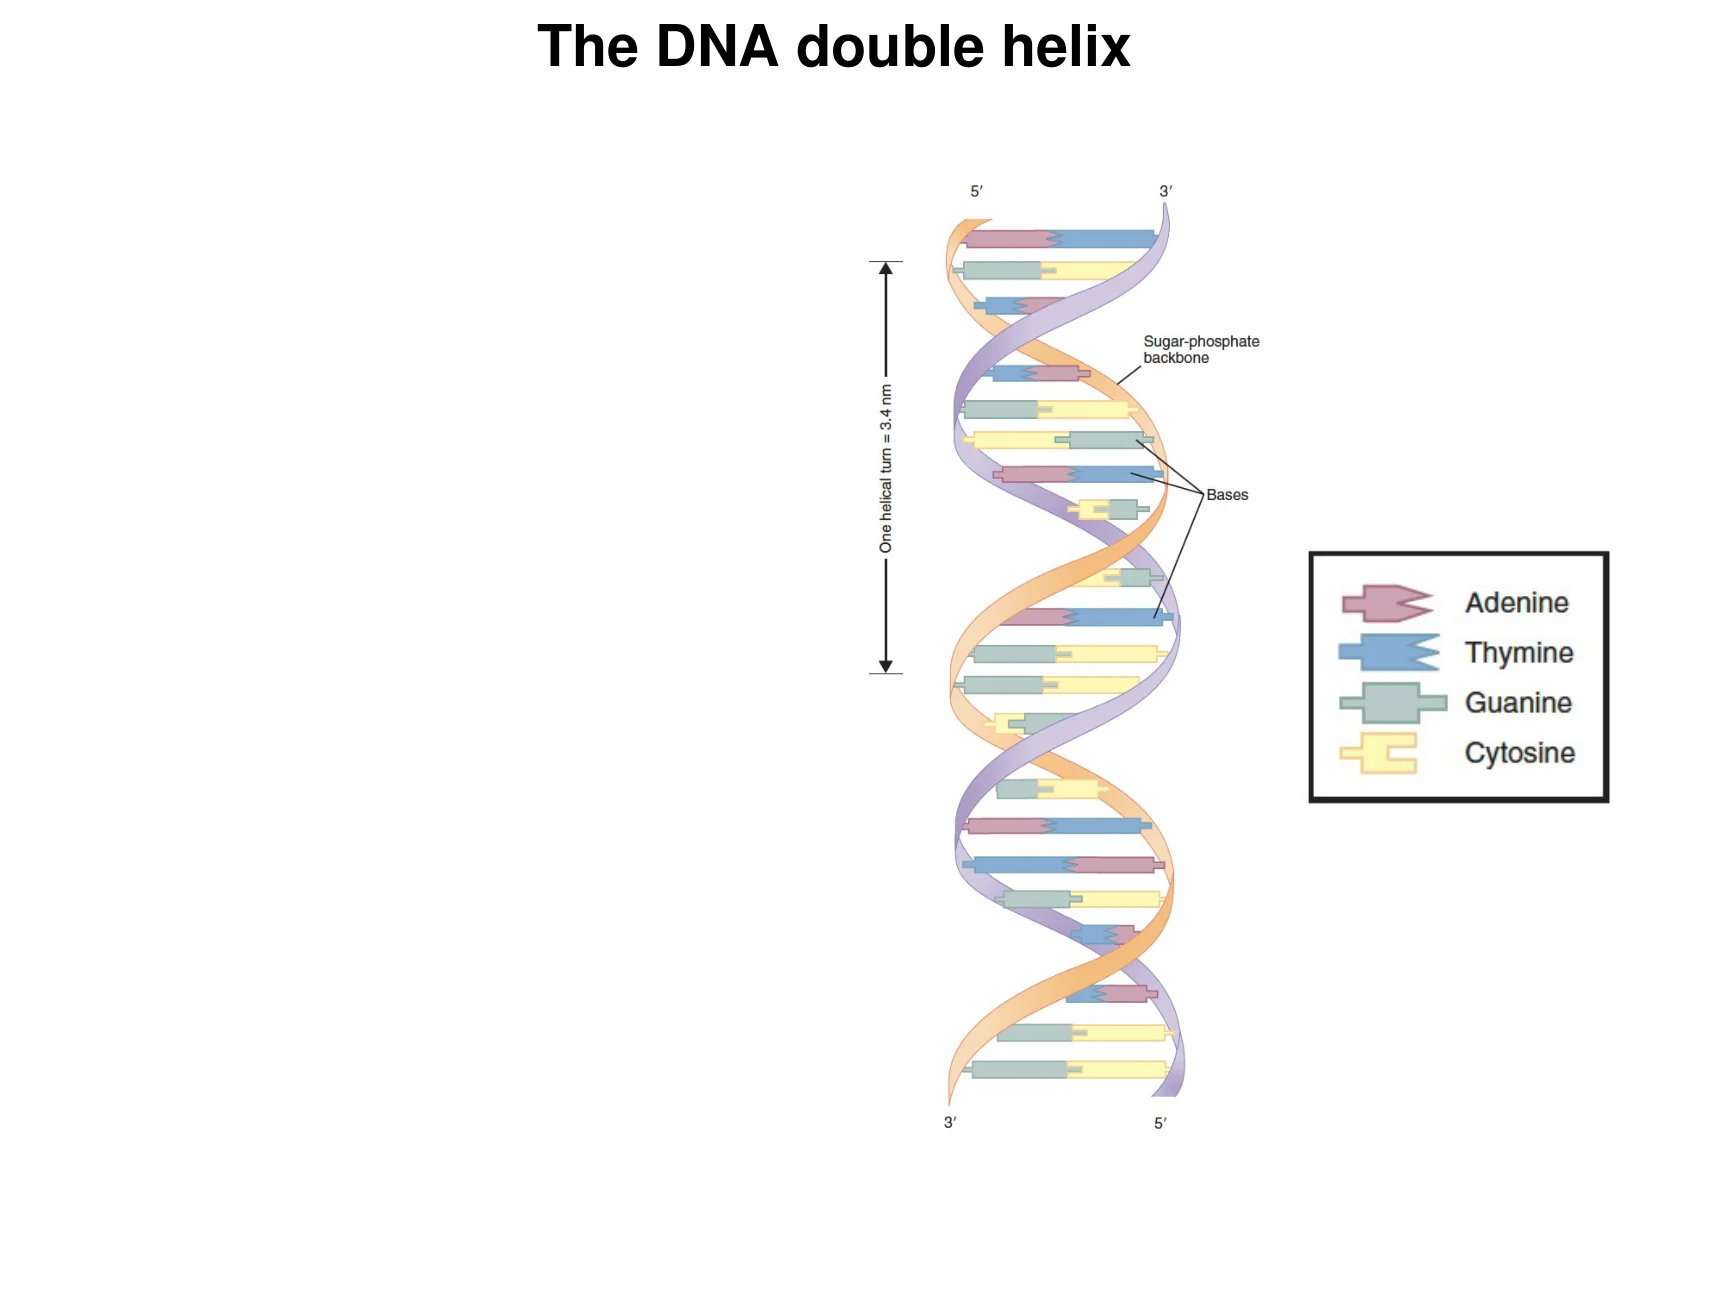 The DNA double helix
5′
3′
Sugar-phosphate
backbone
One helical turn = 3.4 nm
Bases
Adenine
Thymine
Guanine
Cytosine
3′
5′